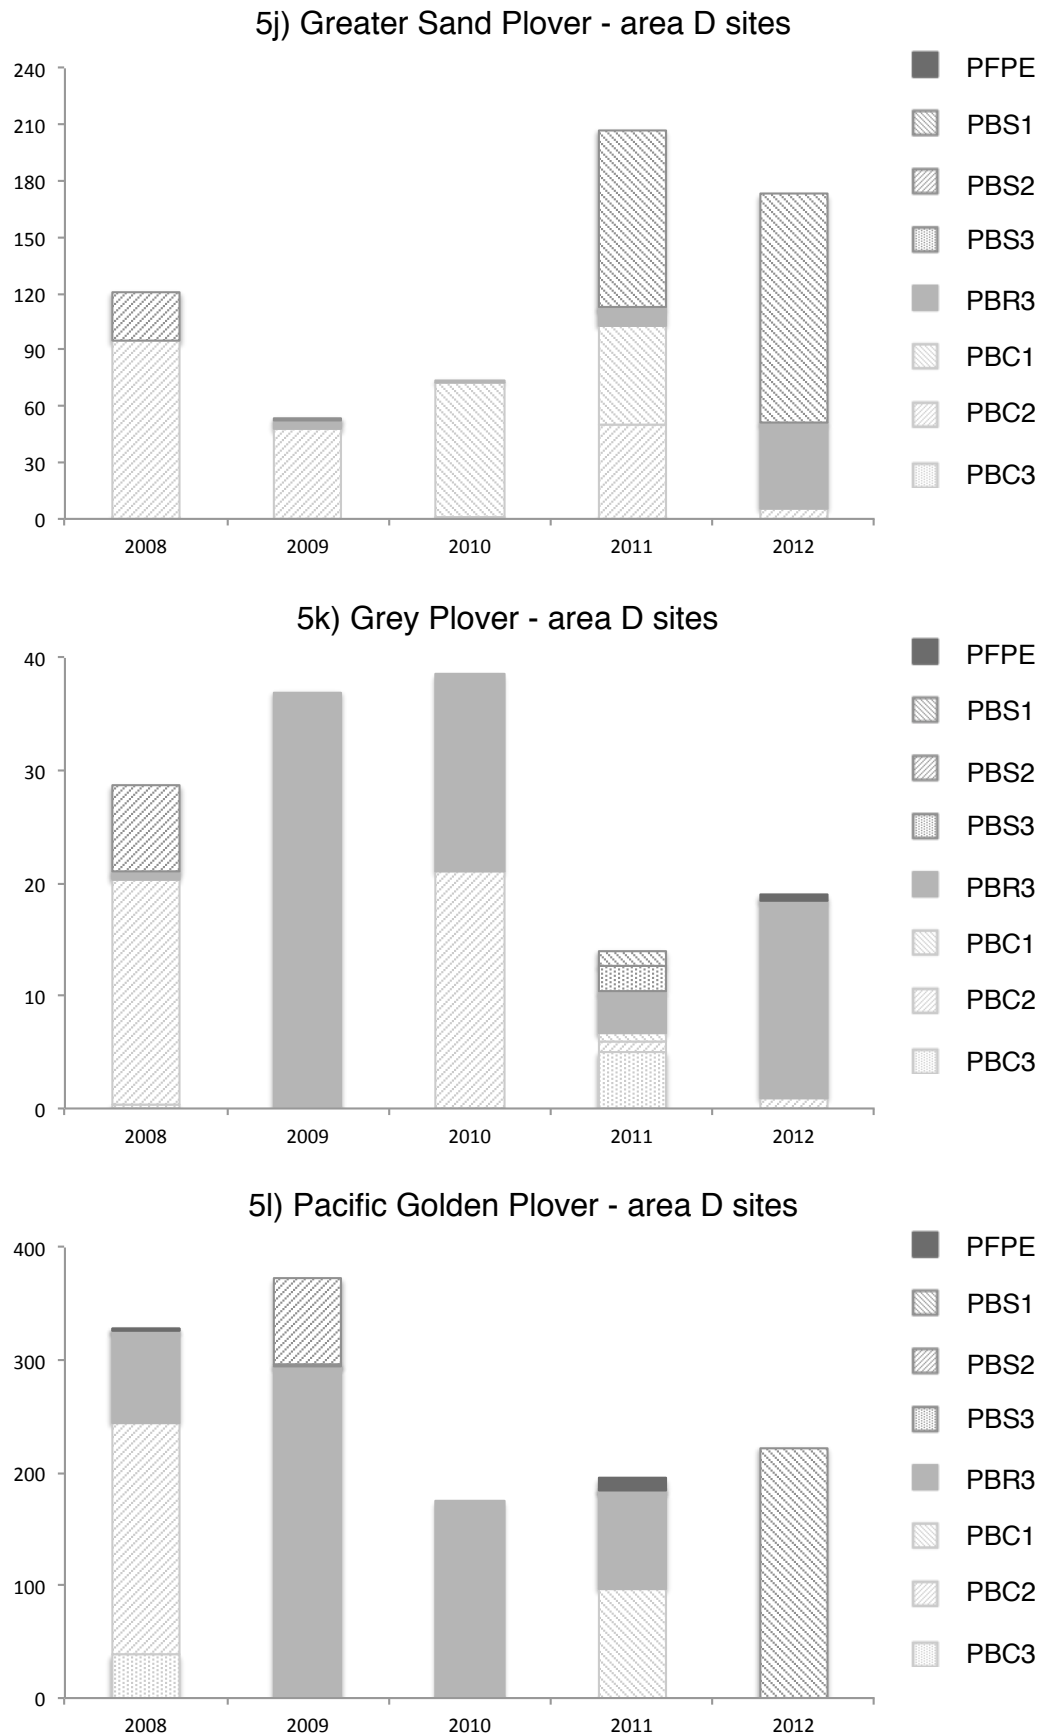 5j) Greater Sand Plover - area D sites
240
210
180
150
120
90
60
30
0
2008 2009 2010 2011 2012
PFPE
PBS1
PBS2
PBS3
PBR3
PBC1
PBC2
PBC3
5k) Grey Plover - area D sites
40
30
20
10
0
2008 2009 2010 2011 2012
PFPE
PBS1
PBS2
PBS3
PBR3
PBC1
PBC2
PBC3
5l) Pacific Golden Plover - area D sites
400
300
200
100
0
2008 2009 2010 2011 2012
PFPE
PBS1
PBS2
PBS3
PBR3
PBC1
PBC2
PBC3